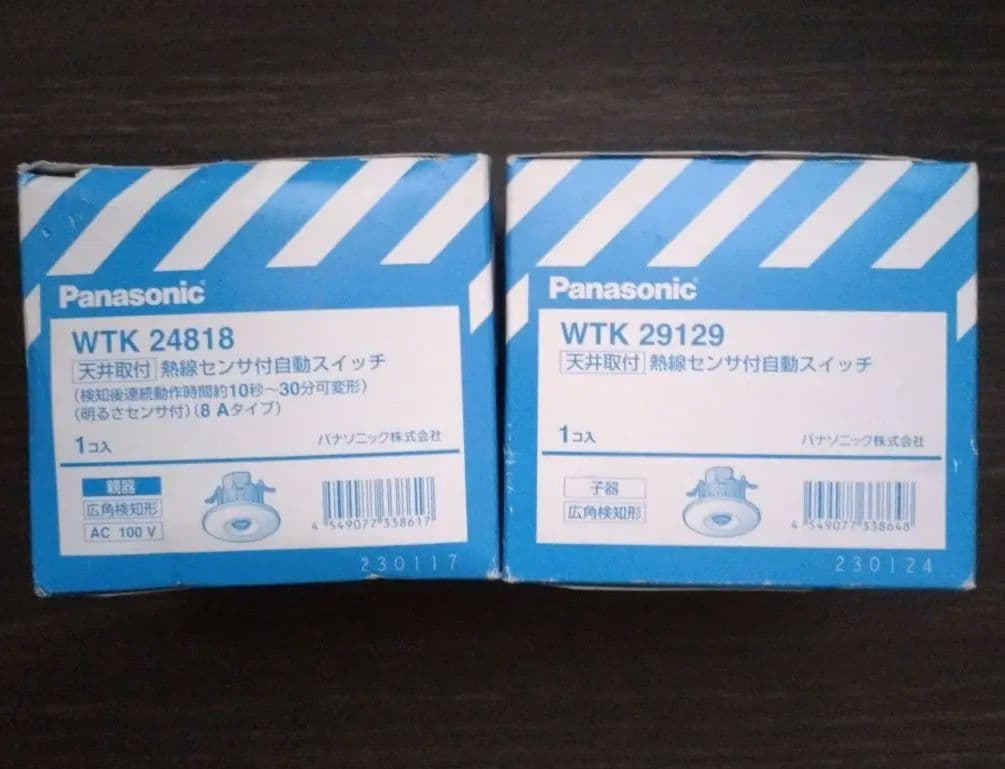 Panasonic
WTK 24818
天井取付 熱線センサ付自動スイッチ
(検知後連続動作時間約10秒~30分可変形)
(明るさセンサ付)(8 Aタイプ)
1コ入
パナソニック株式会社
親器
広角検知形
AC 100 V
4 549077 338617
230117
Panasonic
WTK 29129
天井取付 熱線センサ付自動スイッチ
1コ入
パナソニック株式会社
子器
広角検知形
4 549077 338648
230124